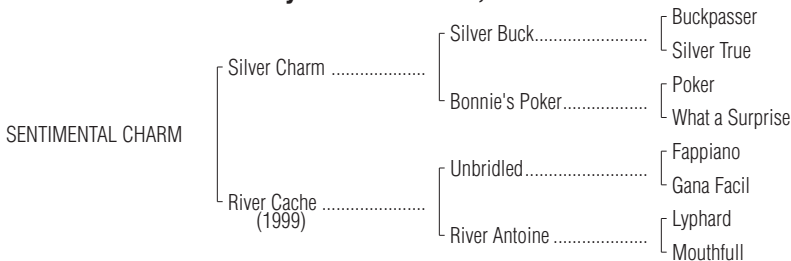 Buckpasser
Silver Buck
Silver True
Silver Charm
Poker
Bonnie's Poker
What a Surprise
SENTIMENTAL CHARM
Fappiano
Unbridled
Gana Facil
River Cache
(1999)
Lyphard
River Antoine
Mouthfull